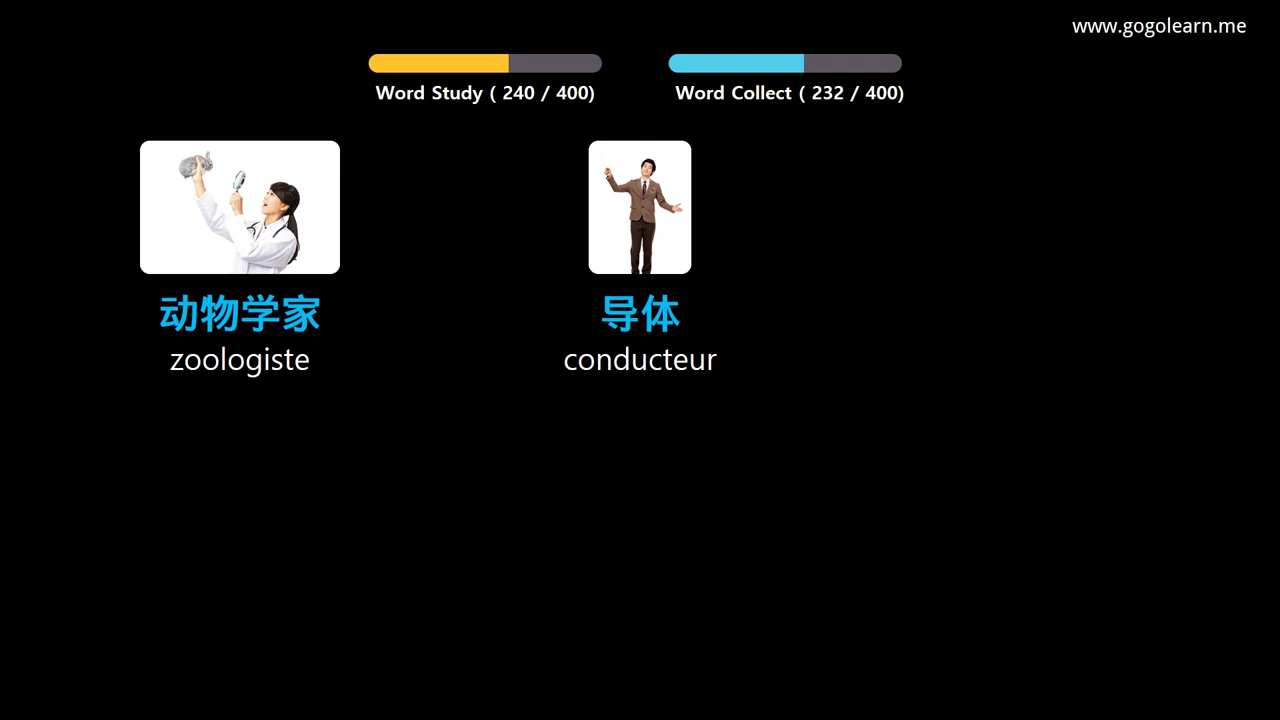 www.gogolearn.me
Word Study ( 240 / 400)
Word Collect ( 232 / 400)
动物学家
zoologiste
导体
conducteur